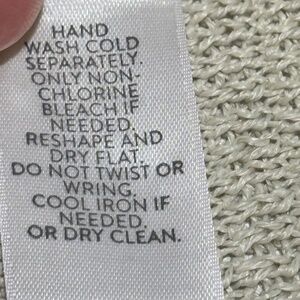 HAND
WASH COLD
SEPARATELY.
ONLY NON-
CHLORINE
BLEACH IF
NEEDED.
RESHAPE AND
DRY FLAT.
DO NOT TWIST OR
WRING.
COOL IRON IF
NEEDED.
OR DRY CLEAN.